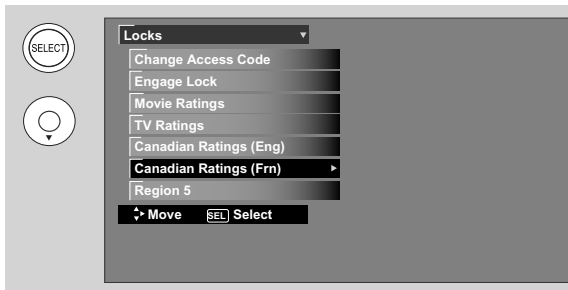 SELECT
Locks
Change Access Code
Engage Lock
Movie Ratings
TV Ratings
Canadian Ratings (Eng)
Canadian Ratings (Frn)
Region 5
Move SEL Select